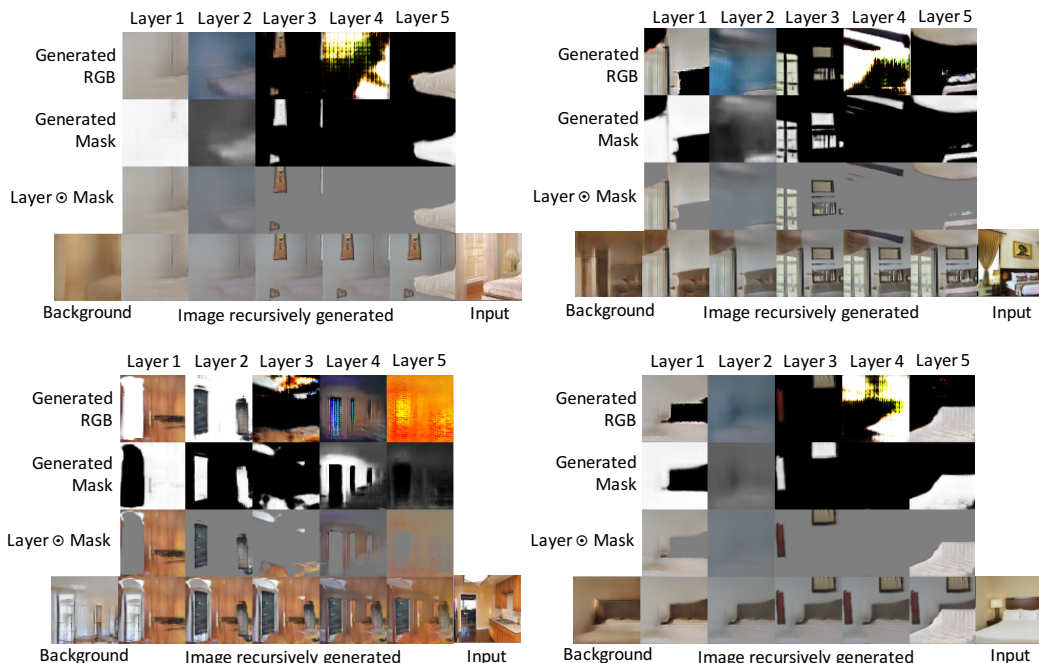 Layer 1 Layer 2 Layer 3 Layer 4 Layer 5
Generated
RGB
Generated
Mask
Layer ⊙ Mask
Background Image recursively generated Input
Layer 1 Layer 2 Layer 3 Layer 4 Layer 5
Generated
RGB
Generated
Mask
Layer ⊙ Mask
Background Image recursively generated Input
Layer 1 Layer 2 Layer 3 Layer 4 Layer 5
Generated
RGB
Generated
Mask
Layer ⊙ Mask
Background Image recursively generated Input
Layer 1 Layer 2 Layer 3 Layer 4 Layer 5
Generated
RGB
Generated
Mask
Layer ⊙ Mask
Background Image recursively generated Input